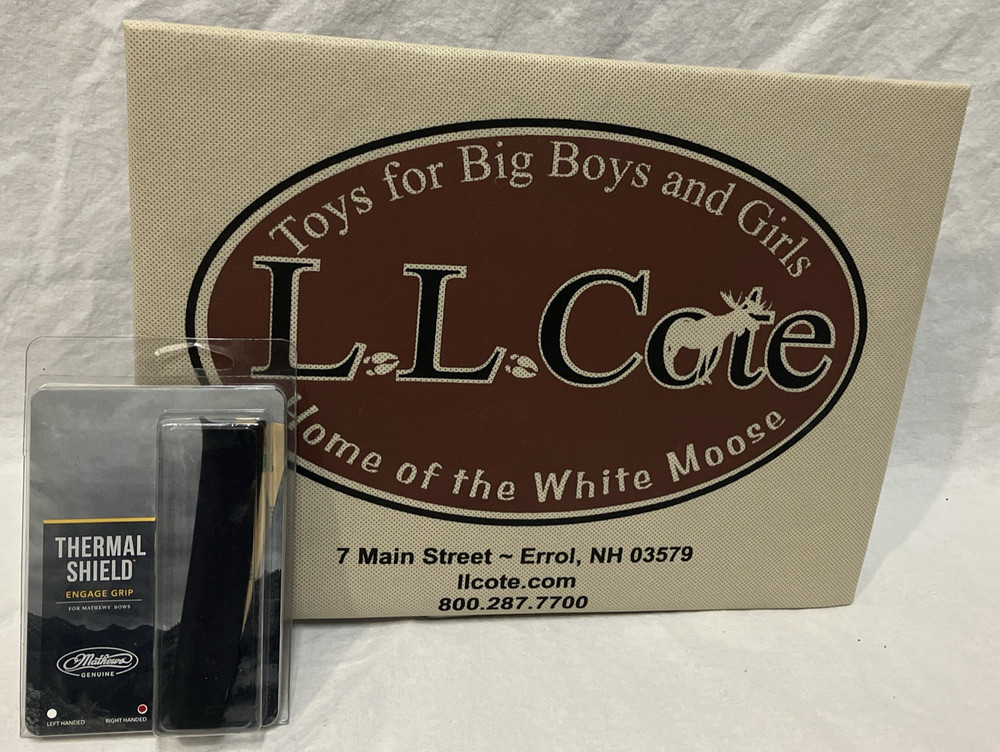 Toys for Big Boys and Girls
L.L.Cote
Home of the White Moose
7 Main Street ~ Errol, NH 03579
llcote.com
800.287.7700
THERMAL
SHIELD™
ENGAGE GRIP
FOR MATHEWS® BOWS
Mathews
GENUINE
LEFT HANDED
RIGHT HANDED